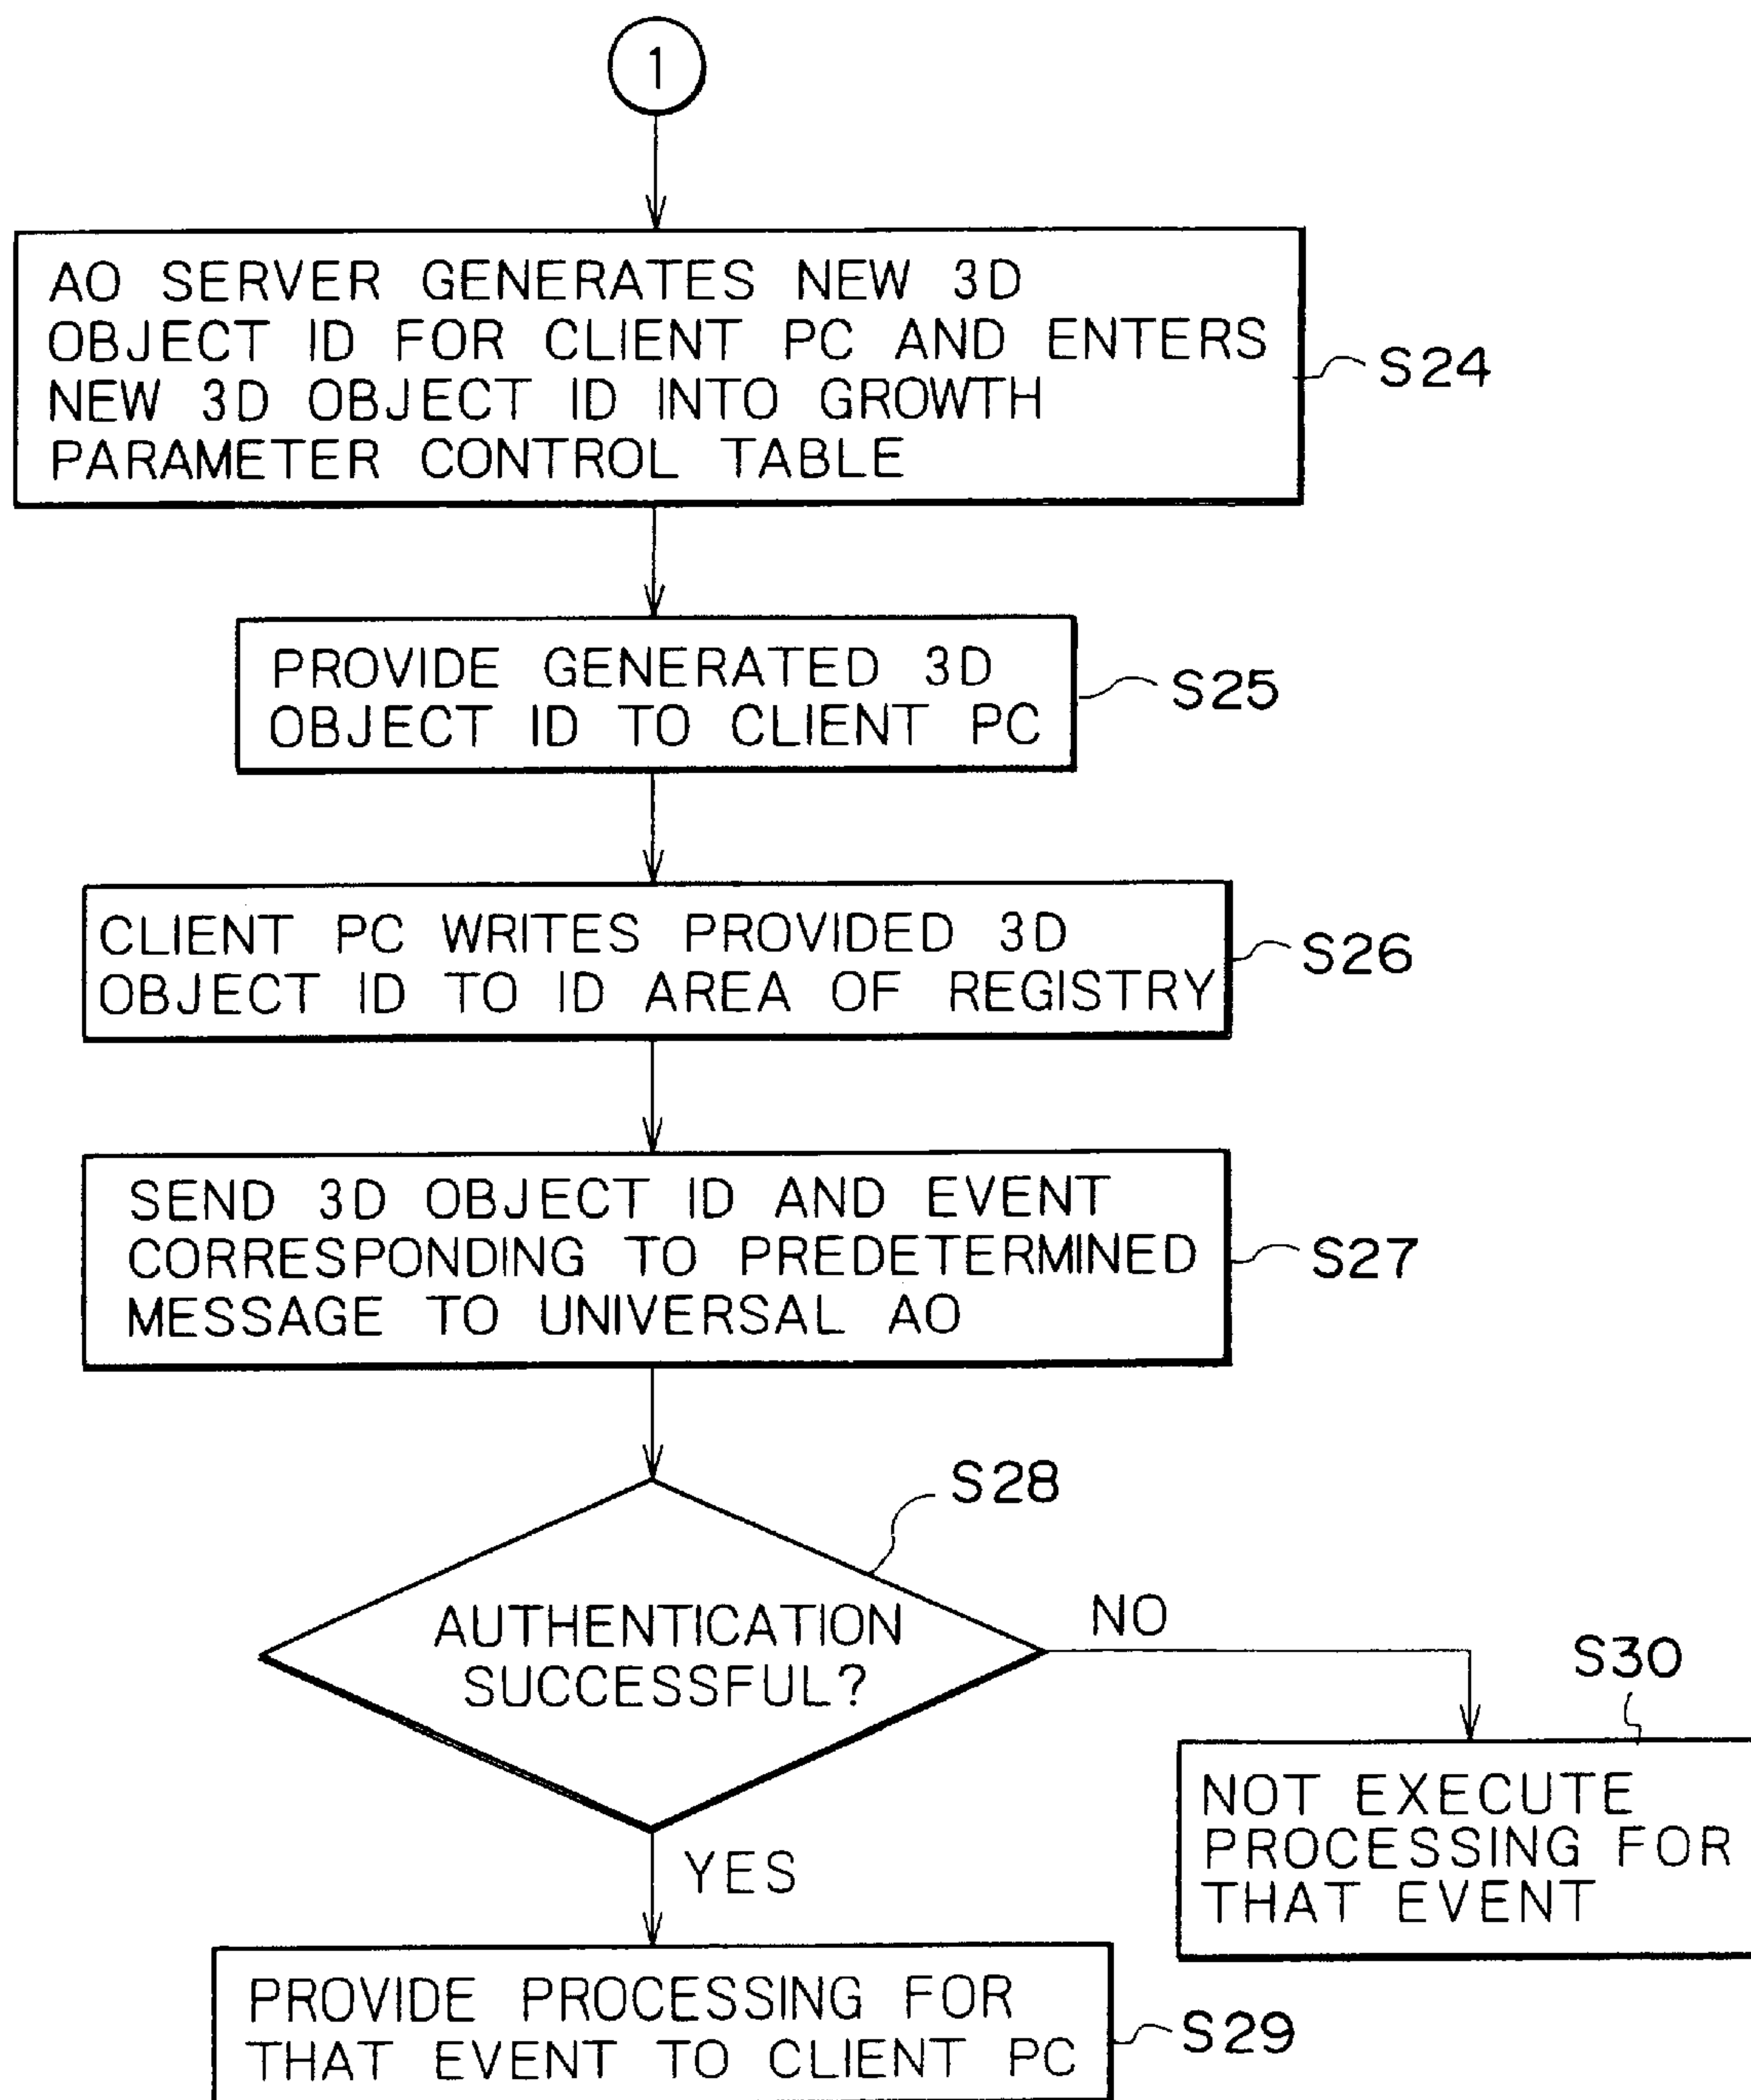 1
AO SERVER GENERATES NEW 3D
OBJECT ID FOR CLIENT PC AND ENTERS
NEW 3D OBJECT ID INTO GROWTH
PARAMETER CONTROL TABLE
S24
PROVIDE GENERATED 3D
OBJECT ID TO CLIENT PC
S25
CLIENT PC WRITES PROVIDED 3D
OBJECT ID TO ID AREA OF REGISTRY
S26
SEND 3D OBJECT ID AND EVENT
CORRESPONDING TO PREDETERMINED
MESSAGE TO UNIVERSAL AO
S27
S28
AUTHENTICATION
SUCCESSFUL?
NO
S30
NOT EXECUTE
PROCESSING FOR
THAT EVENT
YES
PROVIDE PROCESSING FOR
THAT EVENT TO CLIENT PC
S29